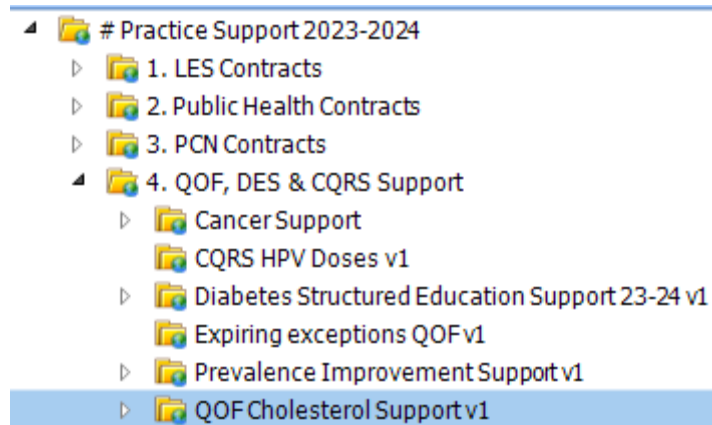 # Practice Support 2023-2024
1. LES Contracts
2. Public Health Contracts
3. PCN Contracts
4. QOF, DES & CQRS Support
Cancer Support
CQRS HPV Doses v1
Diabetes Structured Education Support 23-24 v1
Expiring exceptions QOF v1
Prevalence Improvement Support v1
QOF Cholesterol Support v1